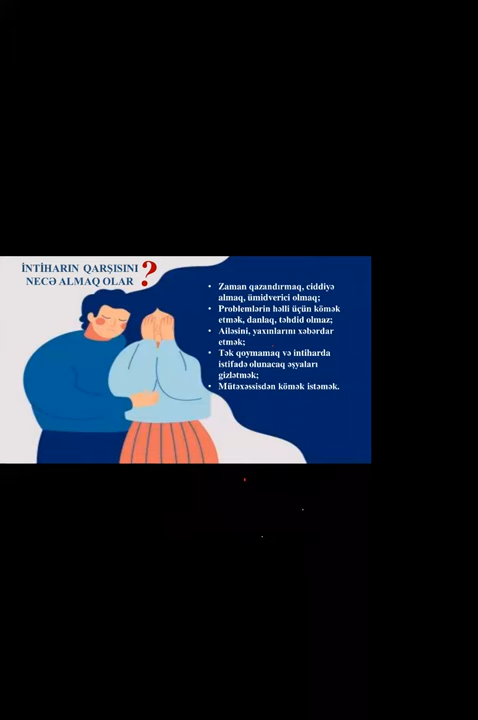 İNTİHARIN QARŞISINI
NECƏ ALMAQ OLAR ?
• Zaman qazandırmaq, ciddiyə
almaq, ümidverici olmaq;
• Problemlərin həlli üçün kömək
etmək, danlaq, təhdid olmaz;
• Ailəsini, yaxınlarını xəbərdar
etmək;
• Tək qoymamaq və intiharda
istifadə olunacaq əşyaları
gizlətmək;
• Mütəxəssisdən kömək istəmək.